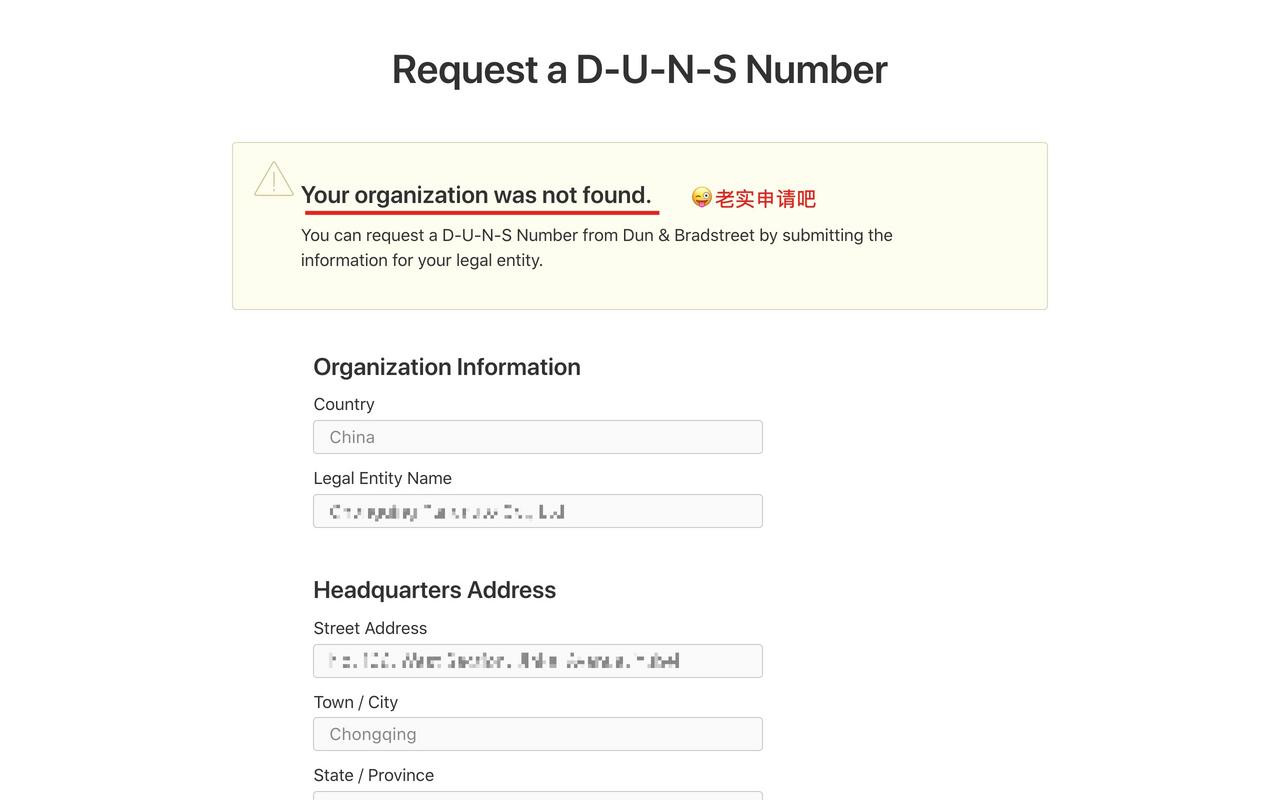 Request a D-U-N-S Number
Your organization was not found.
😜老实申请吧
You can request a D-U-N-S Number from Dun & Bradstreet by submitting the
information for your legal entity.
Organization Information
Country
China
Legal Entity Name
Headquarters Address
Street Address
Town / City
Chongqing
State / Province